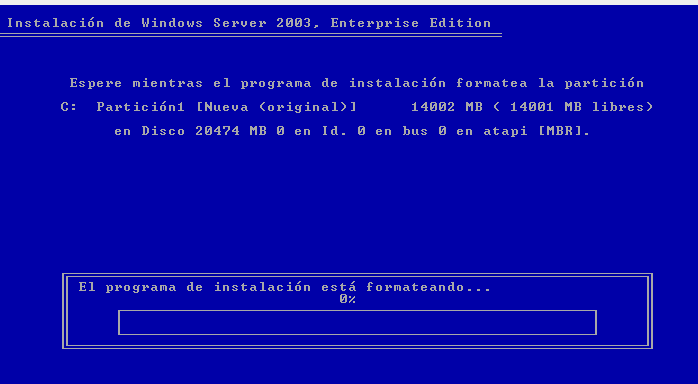 Instalación de Windows Server 2003, Enterprise Edition
Espere mientras el programa de instalación formatea la partición
C: Partición1 [Nueva (original)] 14002 MB ( 14001 MB libres)
en Disco 20474 MB 0 en Id. 0 en bus 0 en atapi [MBR].
El programa de instalación está formateando...
0%